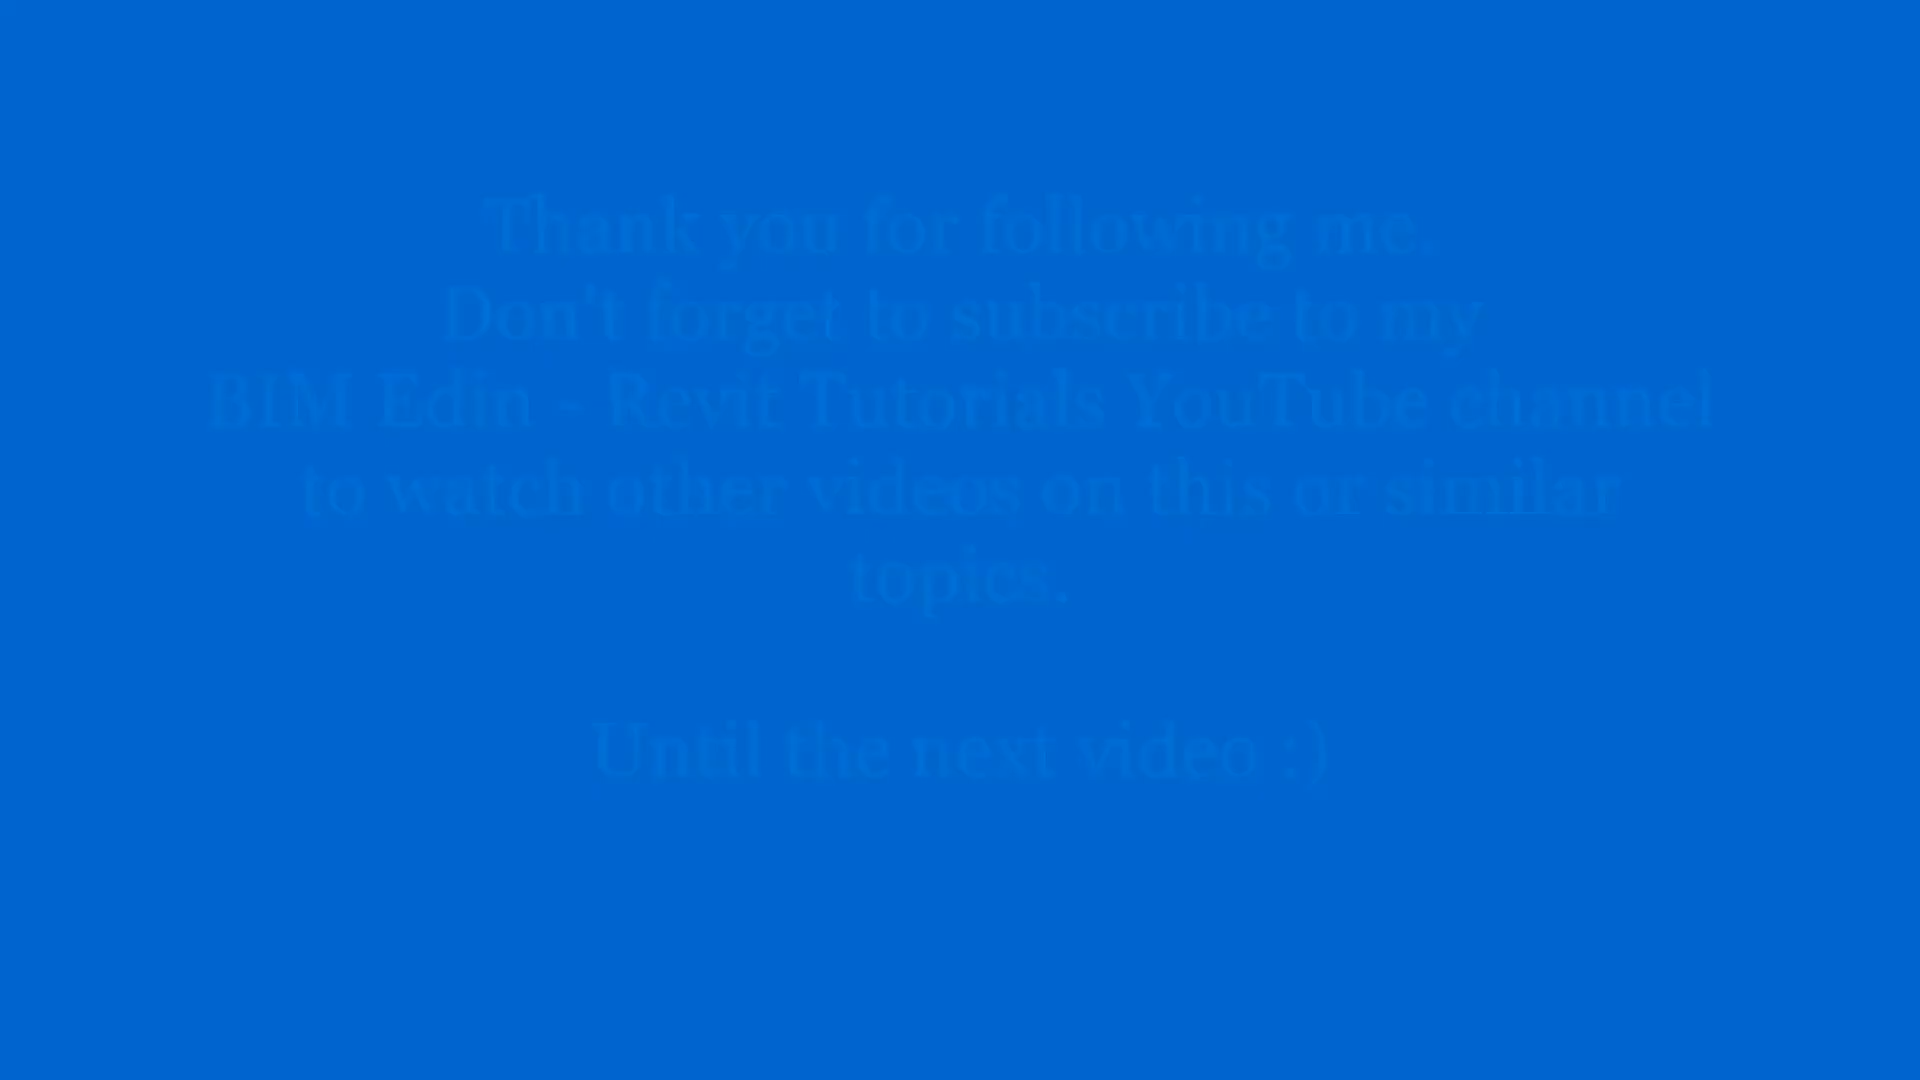 Thank you for following me.
Don't forget to subscribe to my
BIM Edin - Revit Tutorials YouTube channel
to watch other videos on this or similar
topics.
Until the next video :)